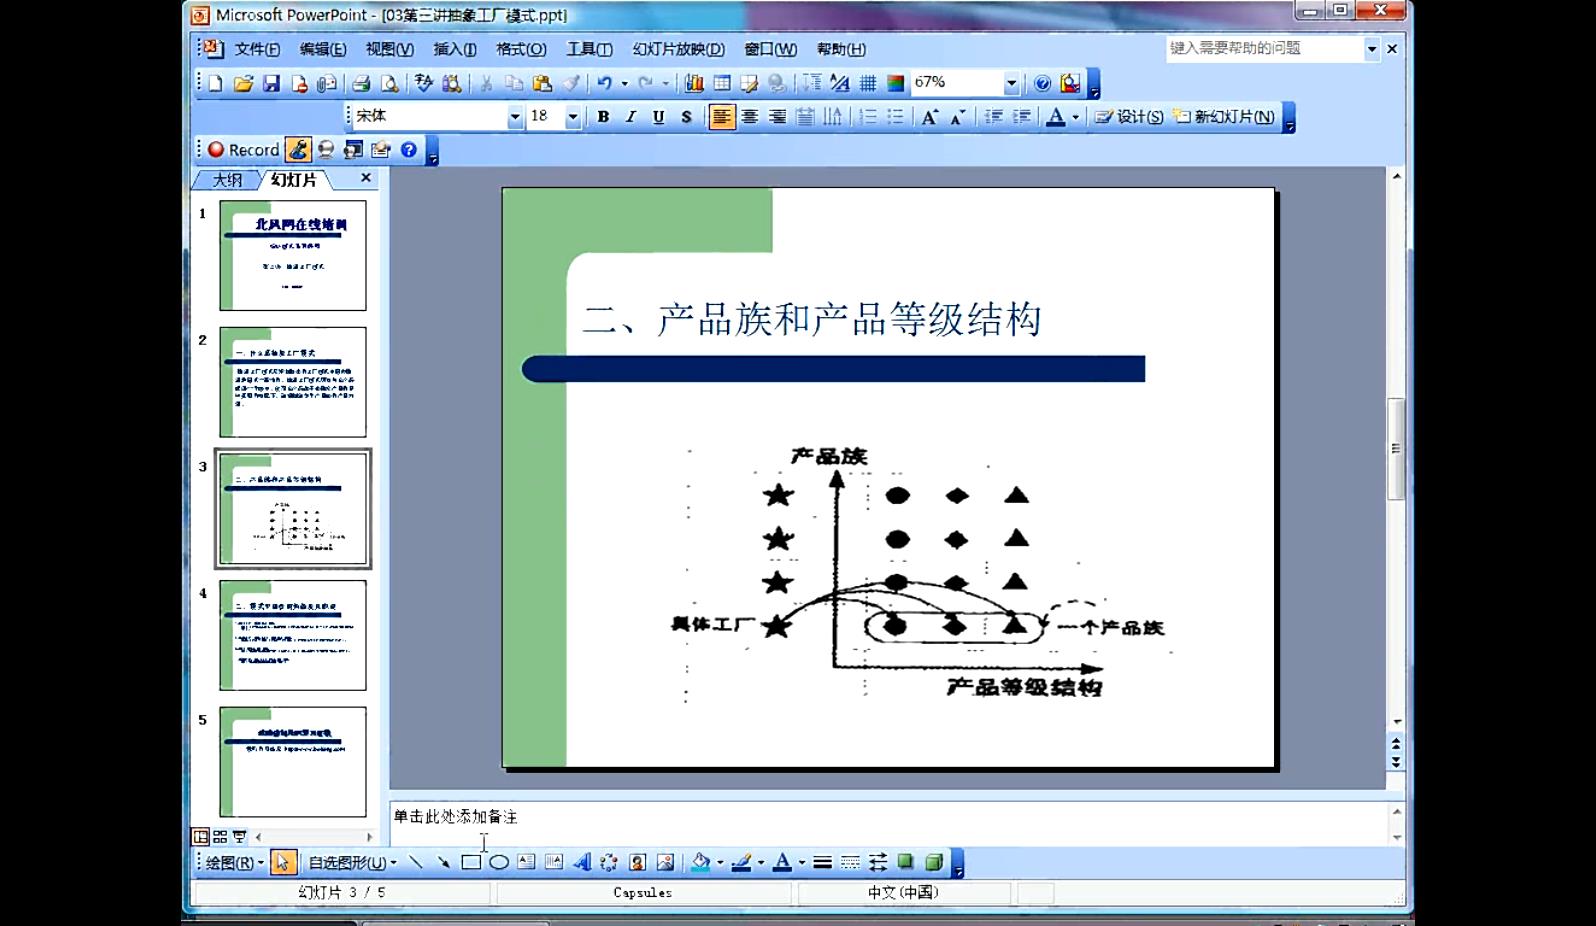 Microsoft PowerPoint - [03第三讲抽象工厂模式.ppt]
文件(F) 编辑(E) 视图(V) 插入(I) 格式(O) 工具(T) 幻灯片放映(D) 窗口(W) 帮助(H)
键入需要帮助的问题
67%
宋体 18 B I U S A A A 设计(S) 新幻灯片(N)
Record
大纲 幻灯片
1
北风网在线培训
2
一、什么是抽象工厂模式
3
二、产品族和产品等级结构
4
5
二、产品族和产品等级结构
产品族
具体工厂
一个产品族
产品等级结构
单击此处添加备注
绘图(R) 自选图形(U) A
幻灯片 3 / 5 Capsules 中文(中国)